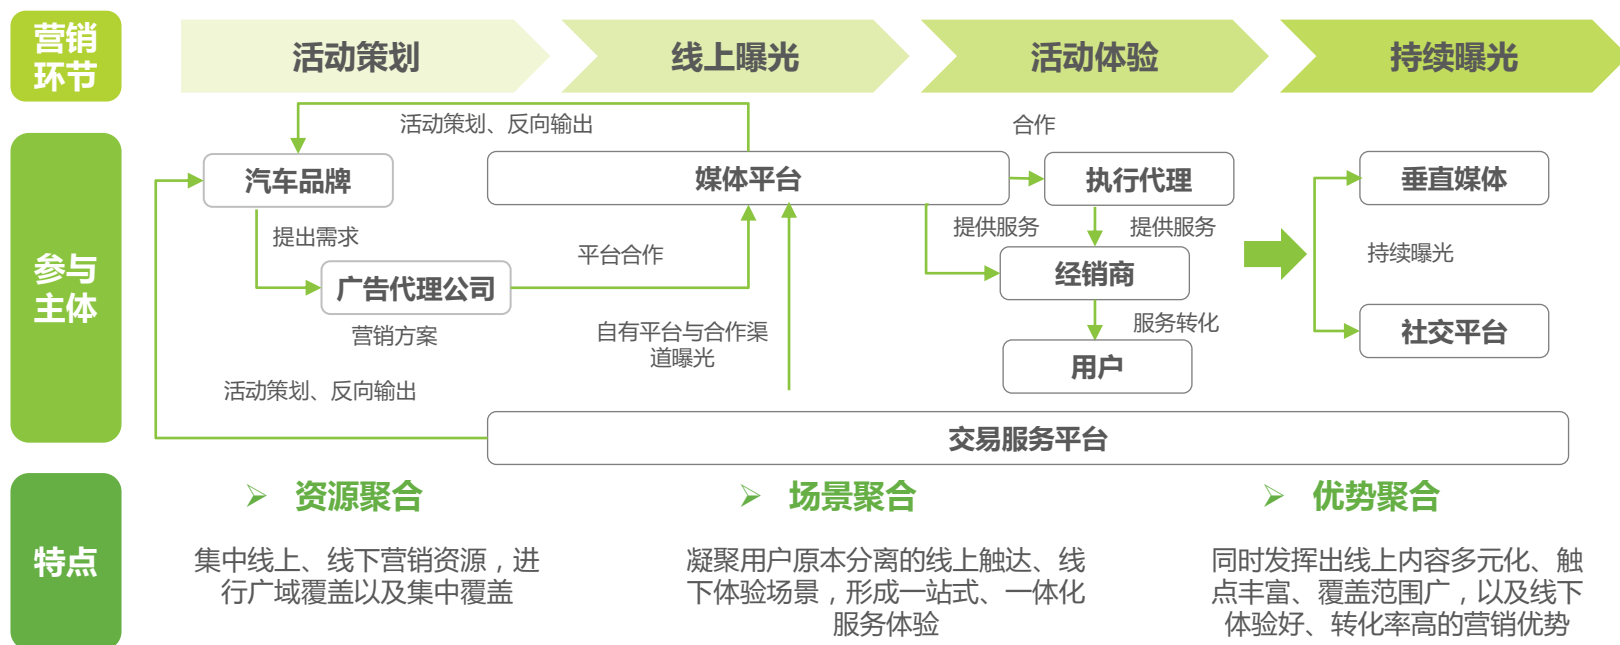 营销
环节
活动策划
线上曝光
活动体验
持续曝光
参与
主体
活动策划、反向输出
合作
汽车品牌
媒体平台
执行代理
垂直媒体
提出需求
平台合作
提供服务
提供服务
持续曝光
广告代理公司
经销商
营销方案
自有平台与合作渠
道曝光
服务转化
社交平台
用户
活动策划、反向输出
交易服务平台
特点
➢ 资源聚合
集中线上、线下营销资源，进
行广域覆盖以及集中覆盖
➢ 场景聚合
凝聚用户原本分离的线上触达、线
下体验场景，形成一站式、一体化
服务体验
➢ 优势聚合
同时发挥出线上内容多元化、触
点丰富、覆盖范围广，以及线下
体验好、转化率高的营销优势